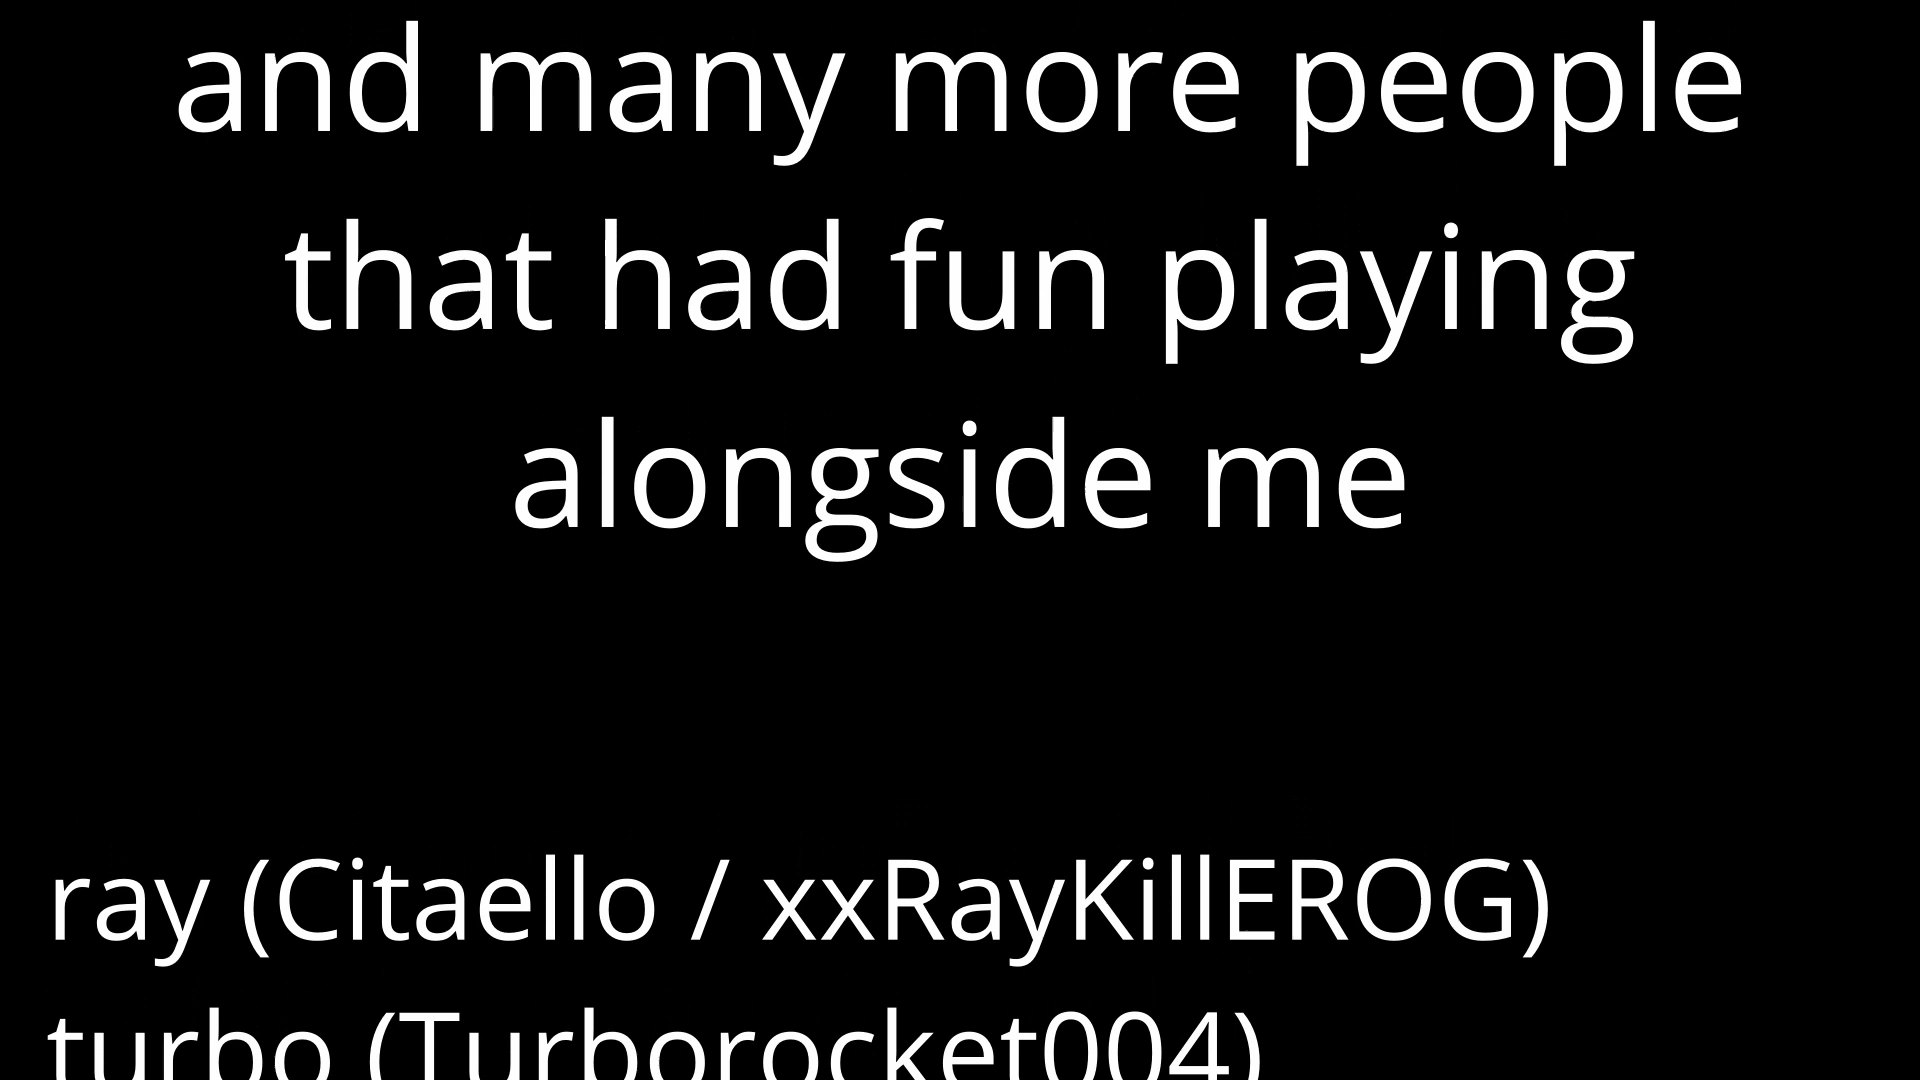 and many more people
that had fun playing
alongside me
ray (Citaello / xxRayKillEROG)
turbo (Turborocket004)